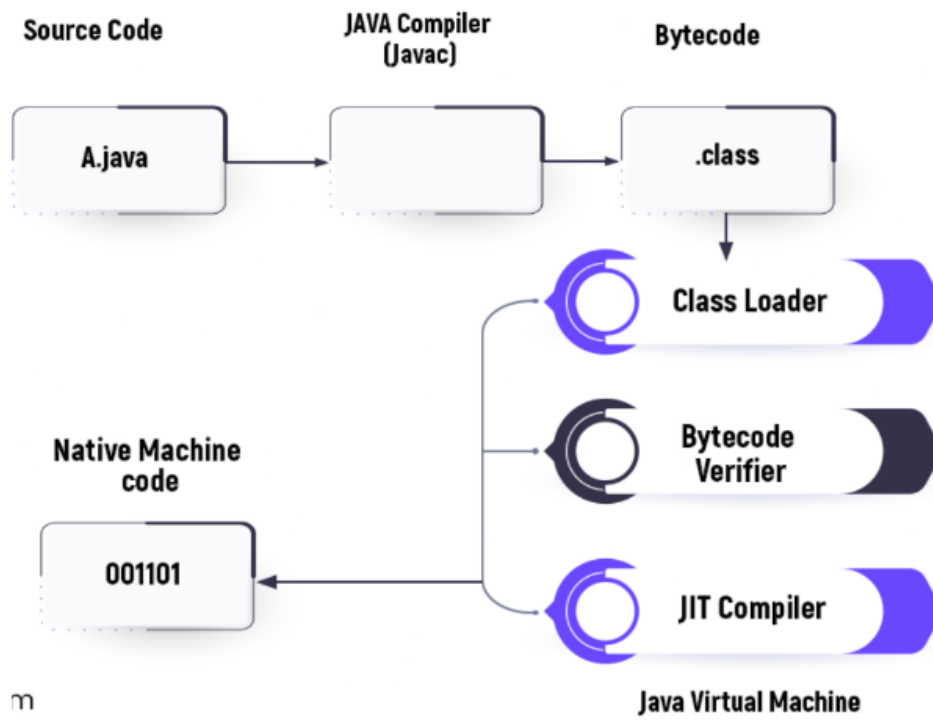 Source Code
JAVA Compiler
(Javac)
Bytecode
A.java
.class
Class Loader
Bytecode
Verifier
Native Machine
code
001101
JIT Compiler
m
Java Virtual Machine